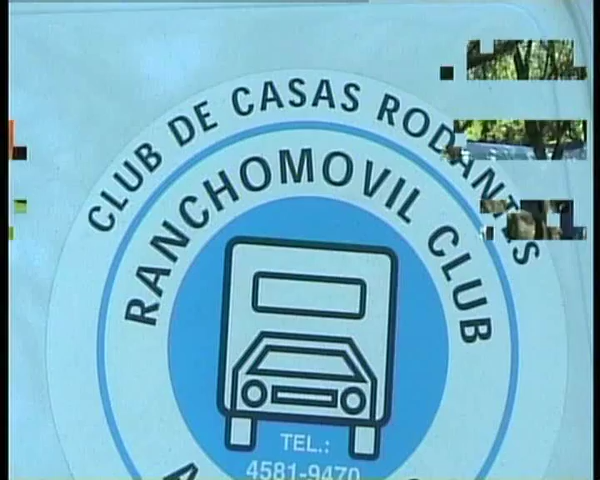 CLUB DE CASAS RODANTES
RANCHOMOVIL CLUB
TEL.:
4581-9470